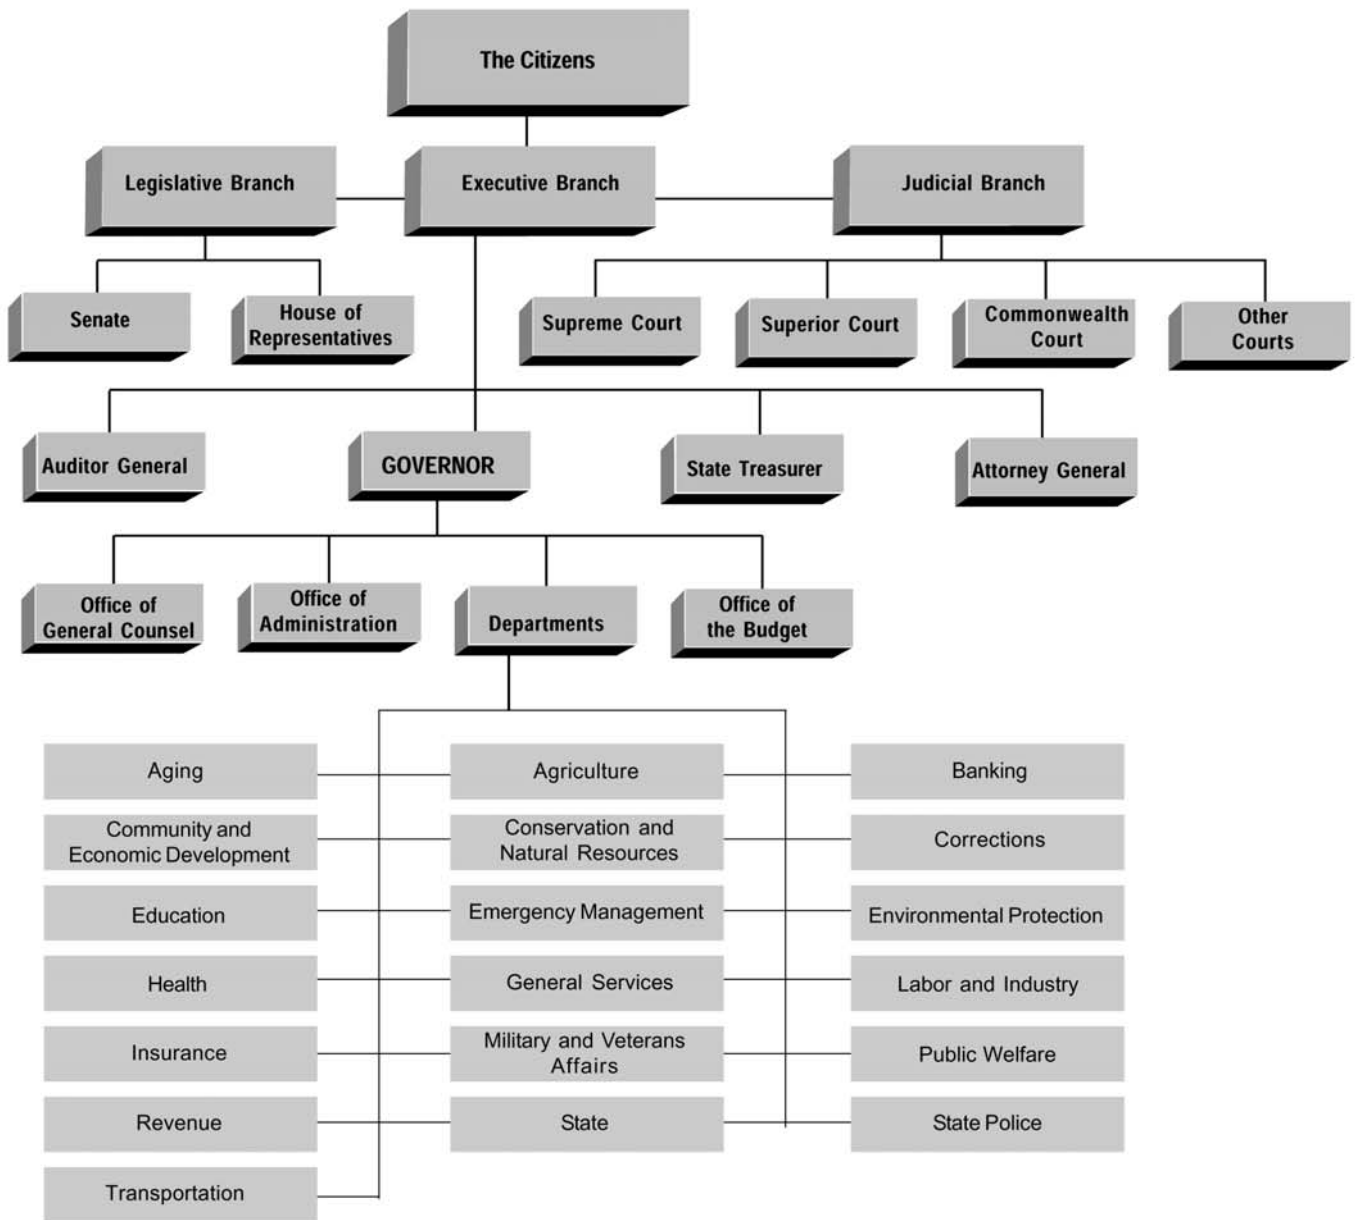 The Citizens
Legislative Branch
Executive Branch
Judicial Branch
Senate
House of
Representatives
Supreme Court
Superior Court
Commonwealth
Court
Other
Courts
Auditor General
GOVERNOR
State Treasurer
Attorney General
Office of
General Counsel
Office of
Administration
Departments
Office of
the Budget
Aging
Agriculture
Banking
Community and
Economic Development
Conservation and
Natural Resources
Corrections
Education
Emergency Management
Environmental Protection
Health
General Services
Labor and Industry
Insurance
Military and Veterans
Affairs
Public Welfare
Revenue
State
State Police
Transportation